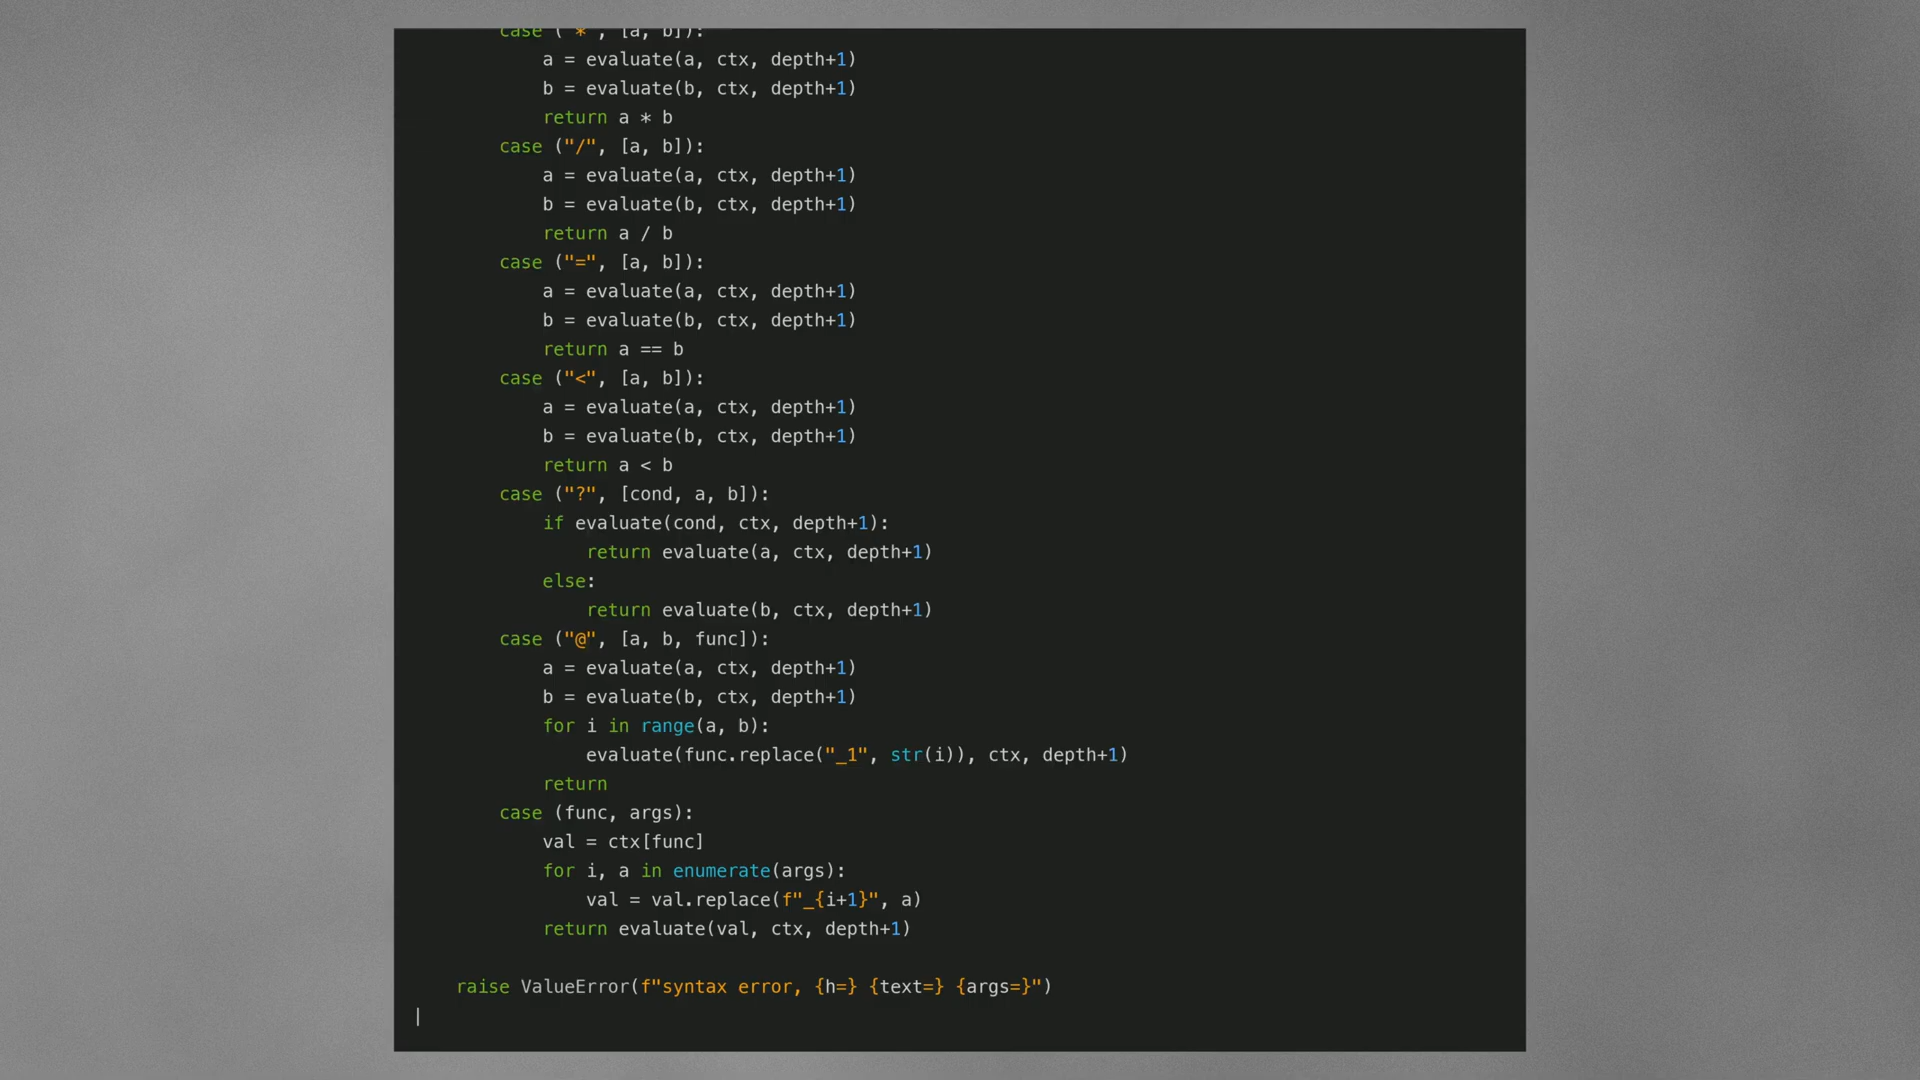 case ("*", [a, b]):
a = evaluate(a, ctx, depth+1)
b = evaluate(b, ctx, depth+1)
return a * b
case ("/", [a, b]):
a = evaluate(a, ctx, depth+1)
b = evaluate(b, ctx, depth+1)
return a / b
case ("=", [a, b]):
a = evaluate(a, ctx, depth+1)
b = evaluate(b, ctx, depth+1)
return a == b
case ("<", [a, b]):
a = evaluate(a, ctx, depth+1)
b = evaluate(b, ctx, depth+1)
return a < b
case ("?", [cond, a, b]):
if evaluate(cond, ctx, depth+1):
return evaluate(a, ctx, depth+1)
else:
return evaluate(b, ctx, depth+1)
case ("@", [a, b, func]):
a = evaluate(a, ctx, depth+1)
b = evaluate(b, ctx, depth+1)
for i in range(a, b):
evaluate(func.replace("_1", str(i)), ctx, depth+1)
return
case (func, args):
val = ctx[func]
for i, a in enumerate(args):
val = val.replace(f"_{i+1}", a)
return evaluate(val, ctx, depth+1)
raise ValueError(f"syntax error, {h=} {text=} {args=}")